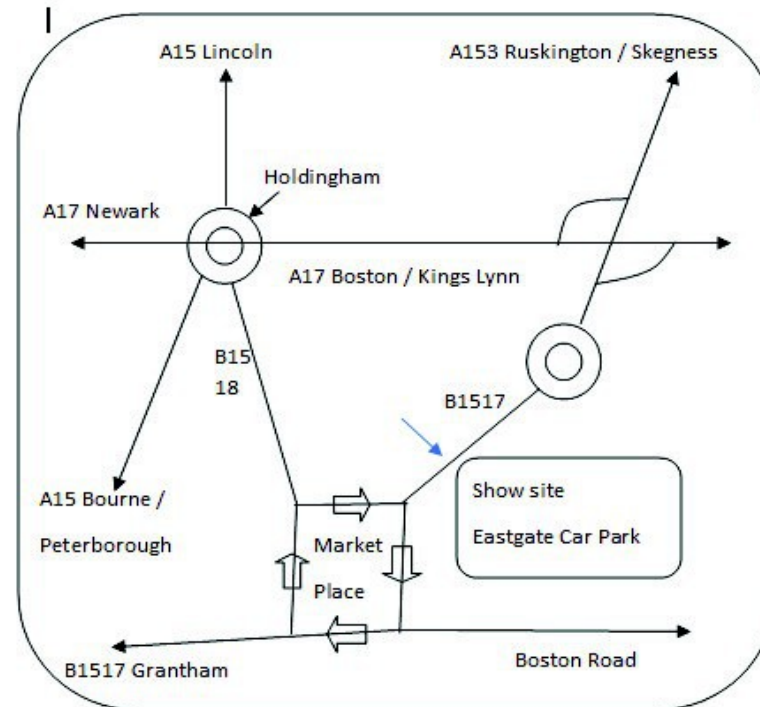 A15 Lincoln
A153 Ruskington / Skegness
Holdingham
A17 Newark
A17 Boston / Kings Lynn
B15
18
B1517
A15 Bourne /
Peterborough
Show site
Eastgate Car Park
Market
Place
B1517 Grantham
Boston Road